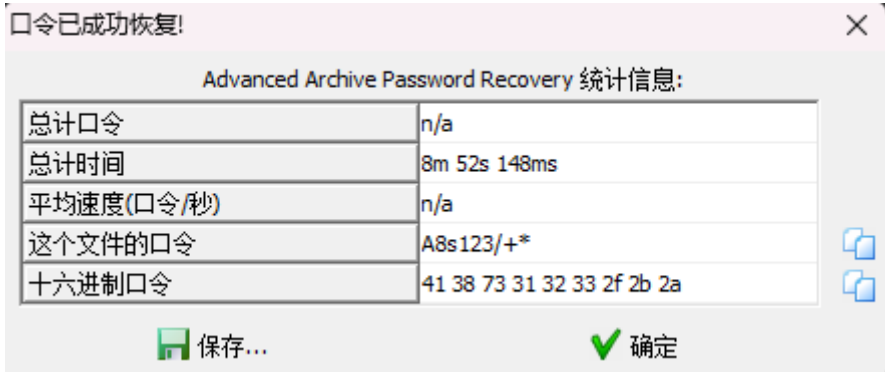 口令已成功恢复!
Advanced Archive Password Recovery 统计信息:
总计口令 n/a
总计时间 8m 52s 148ms
平均速度(口令/秒) n/a
这个文件的口令 A8s123/+*
十六进制口令 41 38 73 31 32 33 2f 2b 2a
保存... 确定